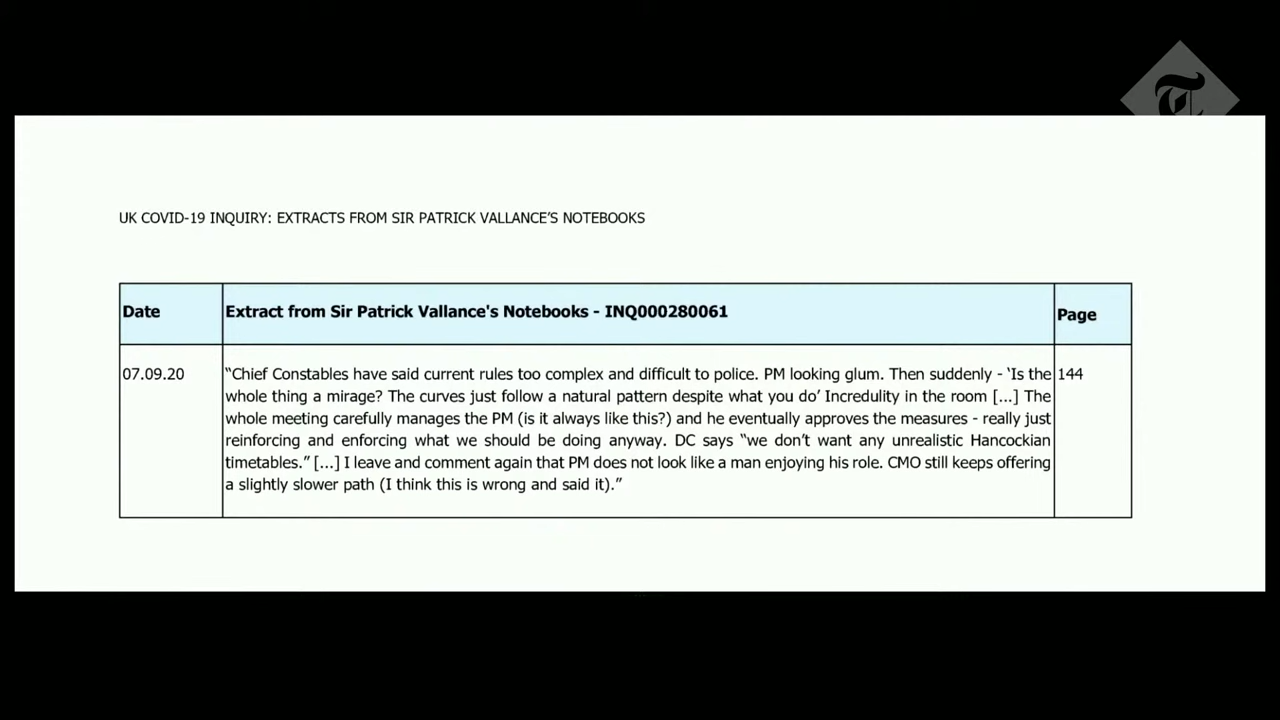 UK COVID-19 INQUIRY: EXTRACTS FROM SIR PATRICK VALLANCE'S NOTEBOOKS
Date
Extract from Sir Patrick Vallance's Notebooks - INQ000280061
Page
07.09.20
“Chief Constables have said current rules too complex and difficult to police. PM looking glum. Then suddenly - ‘Is the
whole thing a mirage? The curves just follow a natural pattern despite what you do’ Incredulity in the room [...] The
whole meeting carefully manages the PM (is it always like this?) and he eventually approves the measures - really just
reinforcing and enforcing what we should be doing anyway. DC says “we don’t want any unrealistic Hancockian
timetables.” [...] I leave and comment again that PM does not look like a man enjoying his role. CMO still keeps offering
a slightly slower path (I think this is wrong and said it).”
144